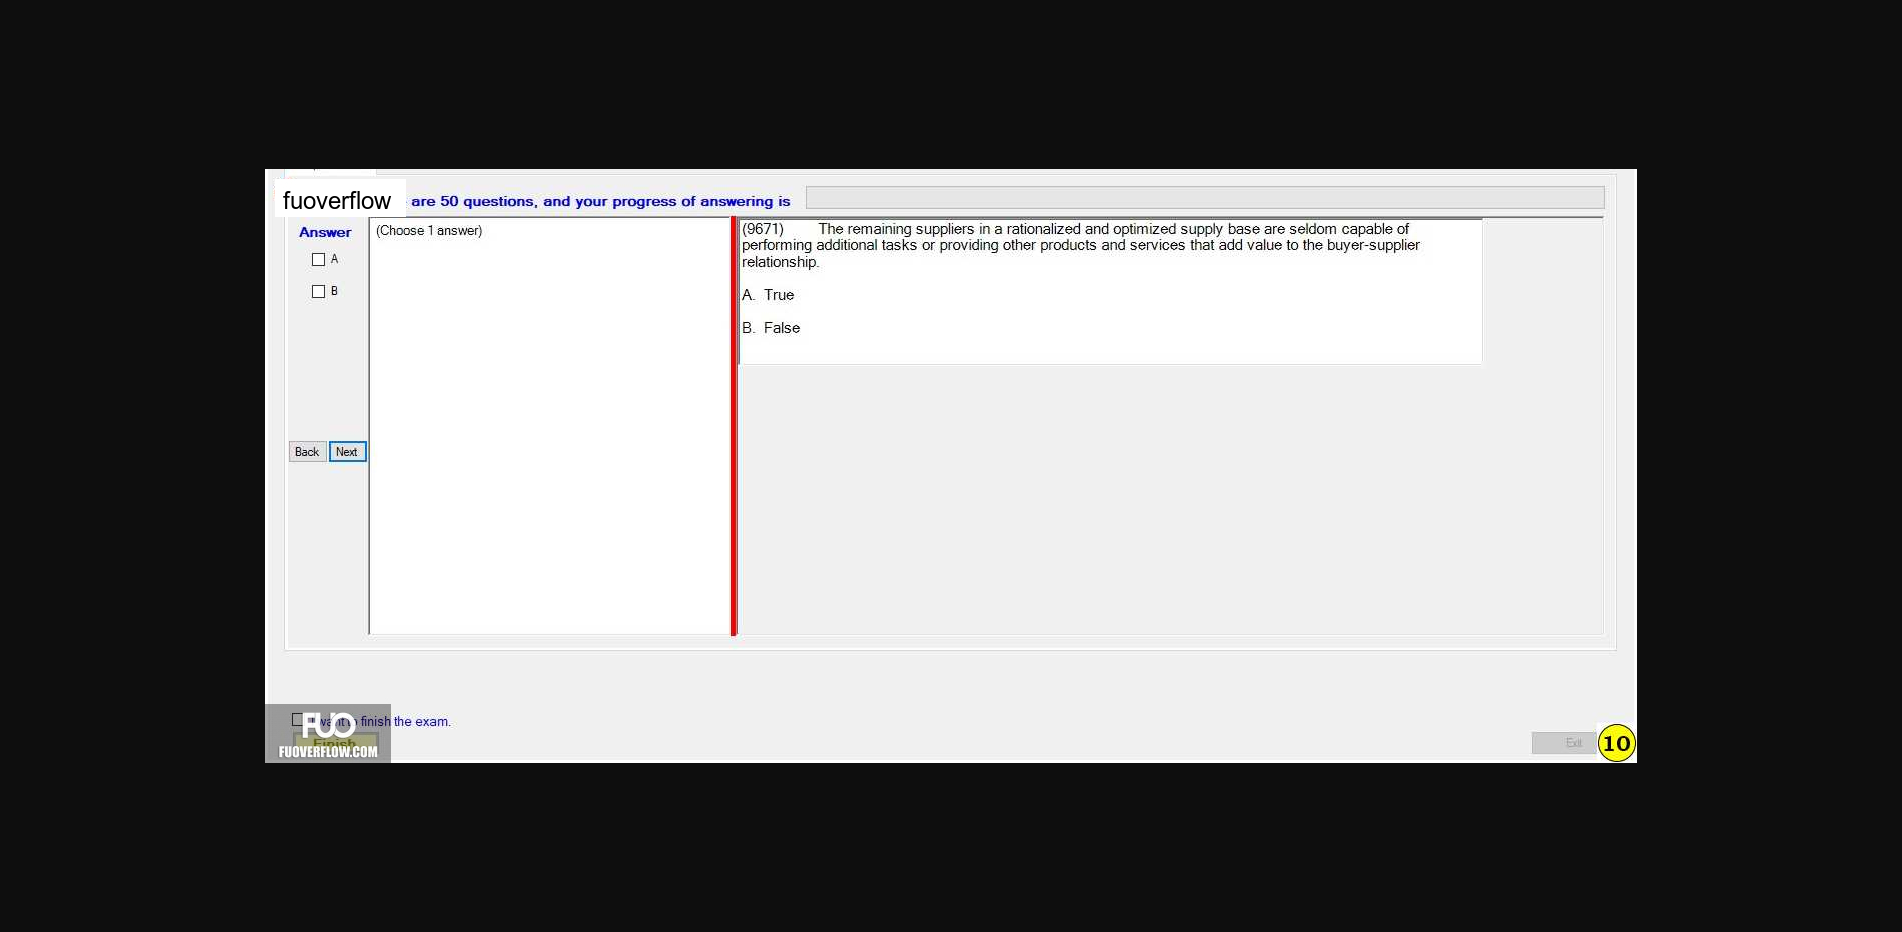 fuoverflow are 50 questions, and your progress of answering is
Answer
(Choose 1 answer)
A
B
Back Next
(9671) The remaining suppliers in a rationalized and optimized supply base are seldom capable of
performing additional tasks or providing other products and services that add value to the buyer-supplier
relationship.
A. True
B. False
I want to finish the exam.
FUO
Finish
FUOVERFLOW.COM
Exit
10